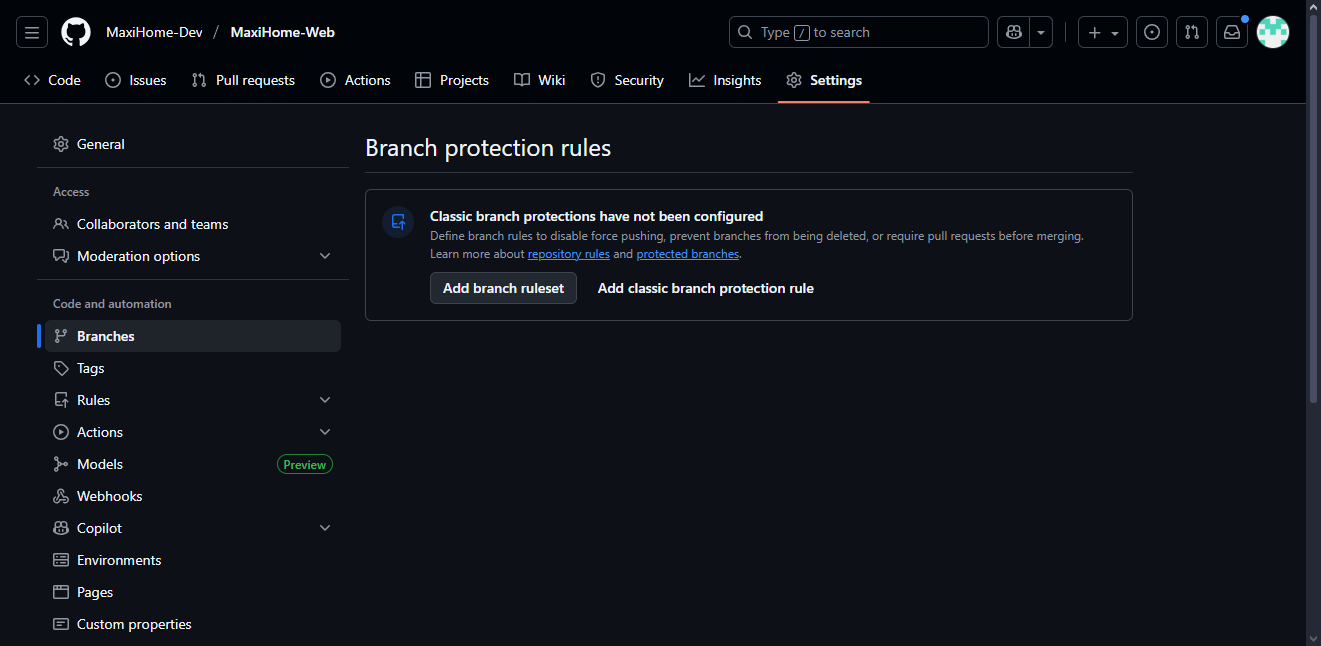 MaxiHome-Dev / MaxiHome-Web
Type / to search
Code Issues Pull requests Actions Projects Wiki Security Insights Settings
General
Access
Collaborators and teams
Moderation options
Code and automation
Branches
Tags
Rules
Actions
Models Preview
Webhooks
Copilot
Environments
Pages
Custom properties
Branch protection rules
Classic branch protections have not been configured
Define branch rules to disable force pushing, prevent branches from being deleted, or require pull requests before merging.
Learn more about repository rules and protected branches.
Add branch ruleset Add classic branch protection rule